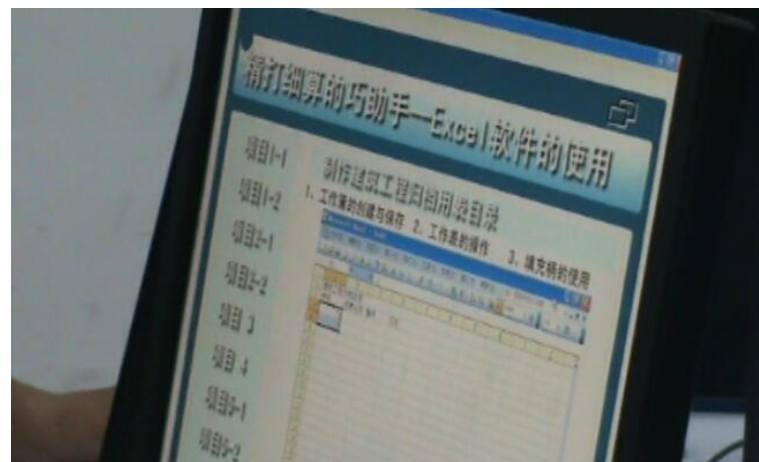 精打细算的巧助手—Excel软件的使用
项目1-1
项目1-2
项目2-1
项目2-2
项目 3
项目 4
项目5-1
项目5-2
制作建筑工程归档用表目录
1、工作簿的创建与保存 2、工作表的操作 3、填充柄的使用